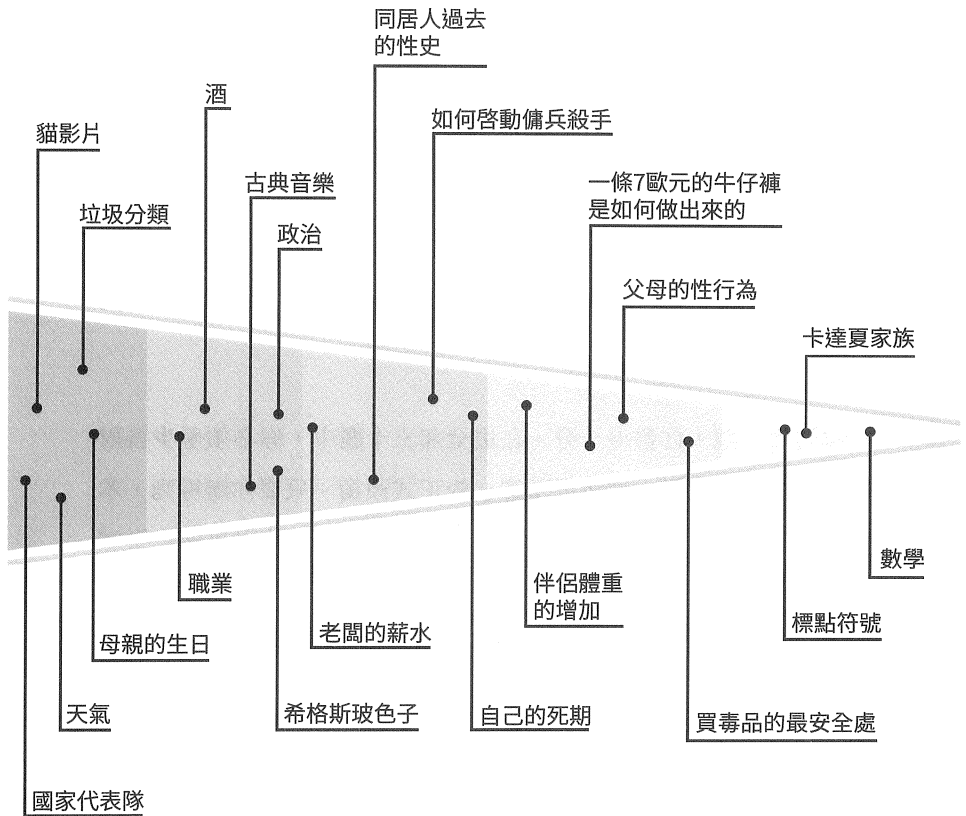 同居人過去
的性史
酒
如何啓動傭兵殺手
貓影片
古典音樂
一條7歐元的牛仔褲
是如何做出來的
垃圾分類
政治
父母的性行為
卡達夏家族
職業
伴侶體重
的增加
數學
母親的生日
老闆的薪水
標點符號
天氣
希格斯玻色子
自己的死期
買毒品的最安全處
國家代表隊